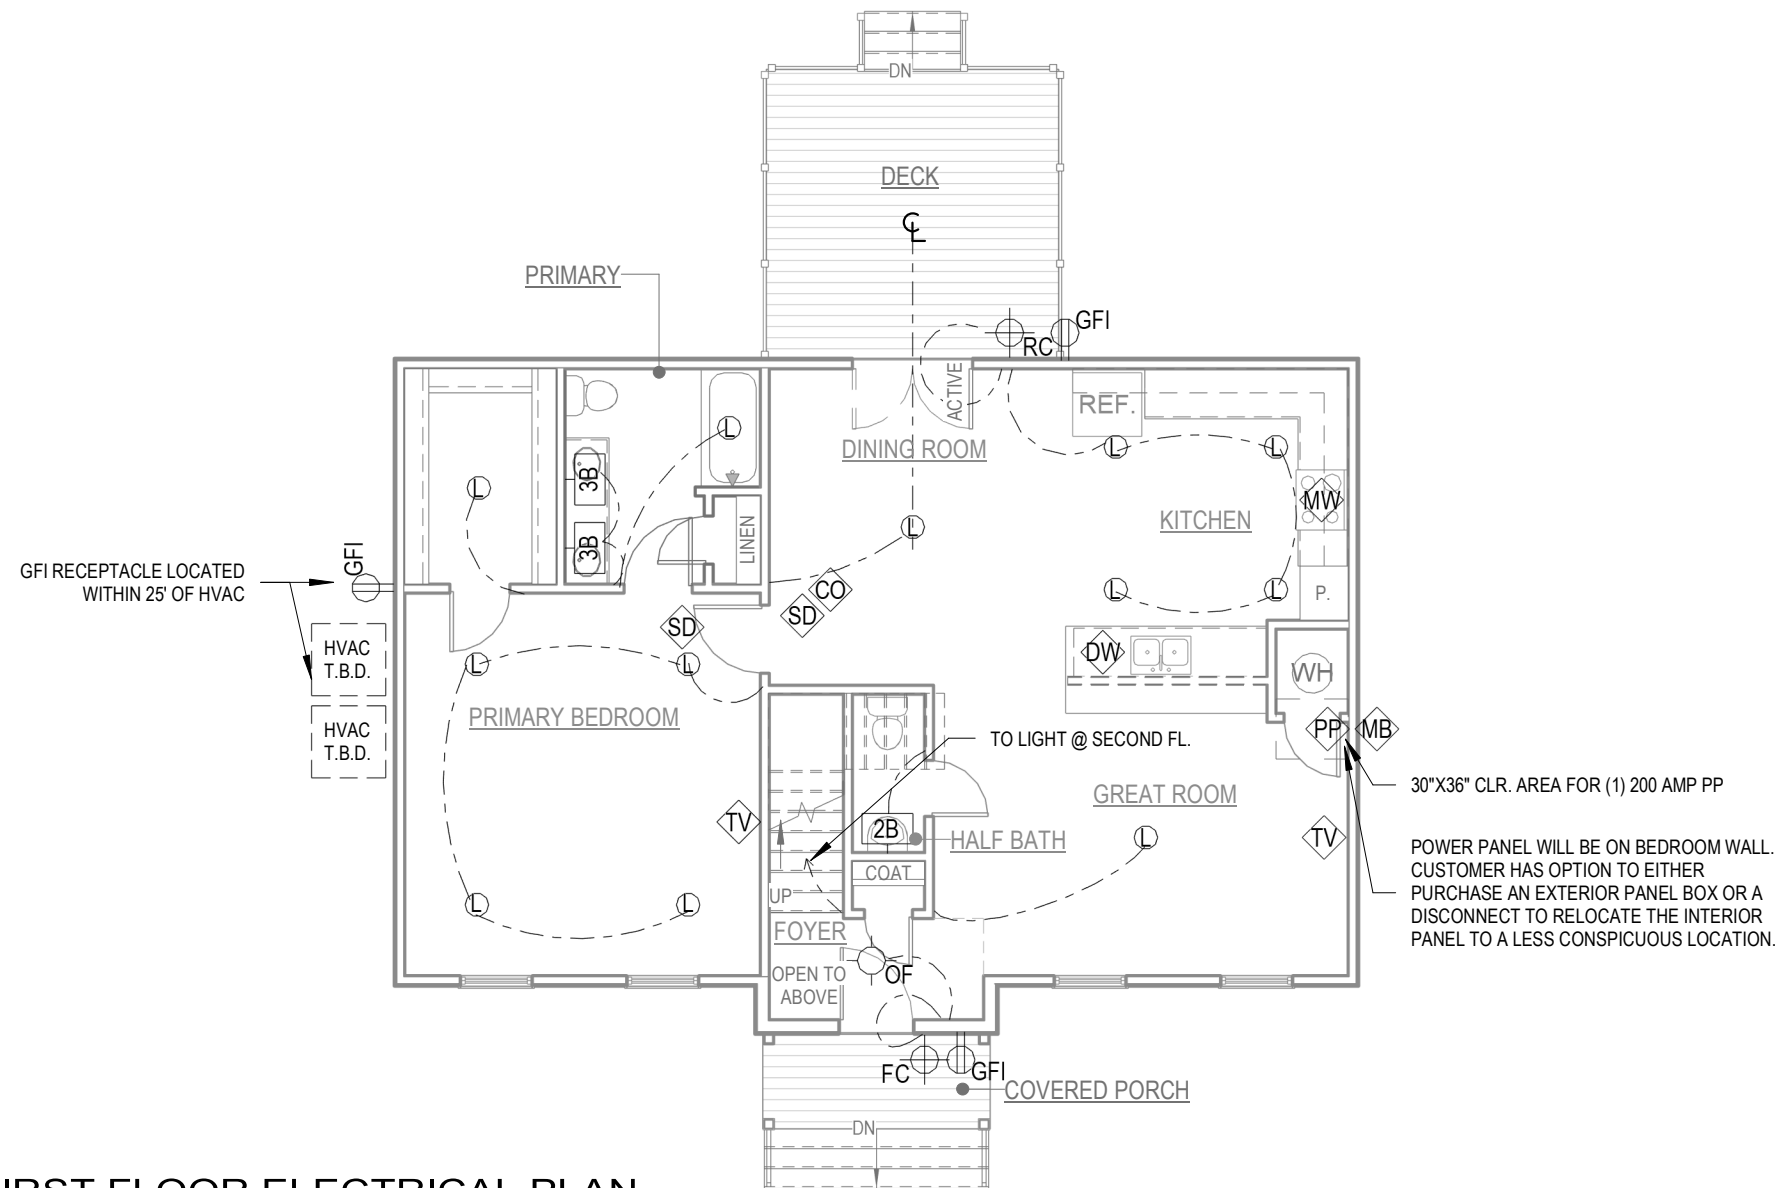 DN
DECK
℄
PRIMARY
GFI
RC
ACTIVE
REF.
L
DINING ROOM
L
L
3B
L
MW
KITCHEN
L
LINEN
3B
GFI
GFI RECEPTACLE LOCATED
WITHIN 25' OF HVAC
CO
SD
SD
L
L
P.
HVAC
T.B.D.
L
L
DW
WH
PRIMARY BEDROOM
HVAC
T.B.D.
TO LIGHT @ SECOND FL.
PP
MB
30"X36" CLR. AREA FOR (1) 200 AMP PP
GREAT ROOM
TV
2B
HALF BATH
L
TV
POWER PANEL WILL BE ON BEDROOM WALL.
CUSTOMER HAS OPTION TO EITHER
PURCHASE AN EXTERIOR PANEL BOX OR A
DISCONNECT TO RELOCATE THE INTERIOR
PANEL TO A LESS CONSPICUOUS LOCATION.
COAT
UP
L
L
FOYER
OPEN TO
ABOVE
OF
FC
GFI
COVERED PORCH
DN
ELECTRICAL PLAN